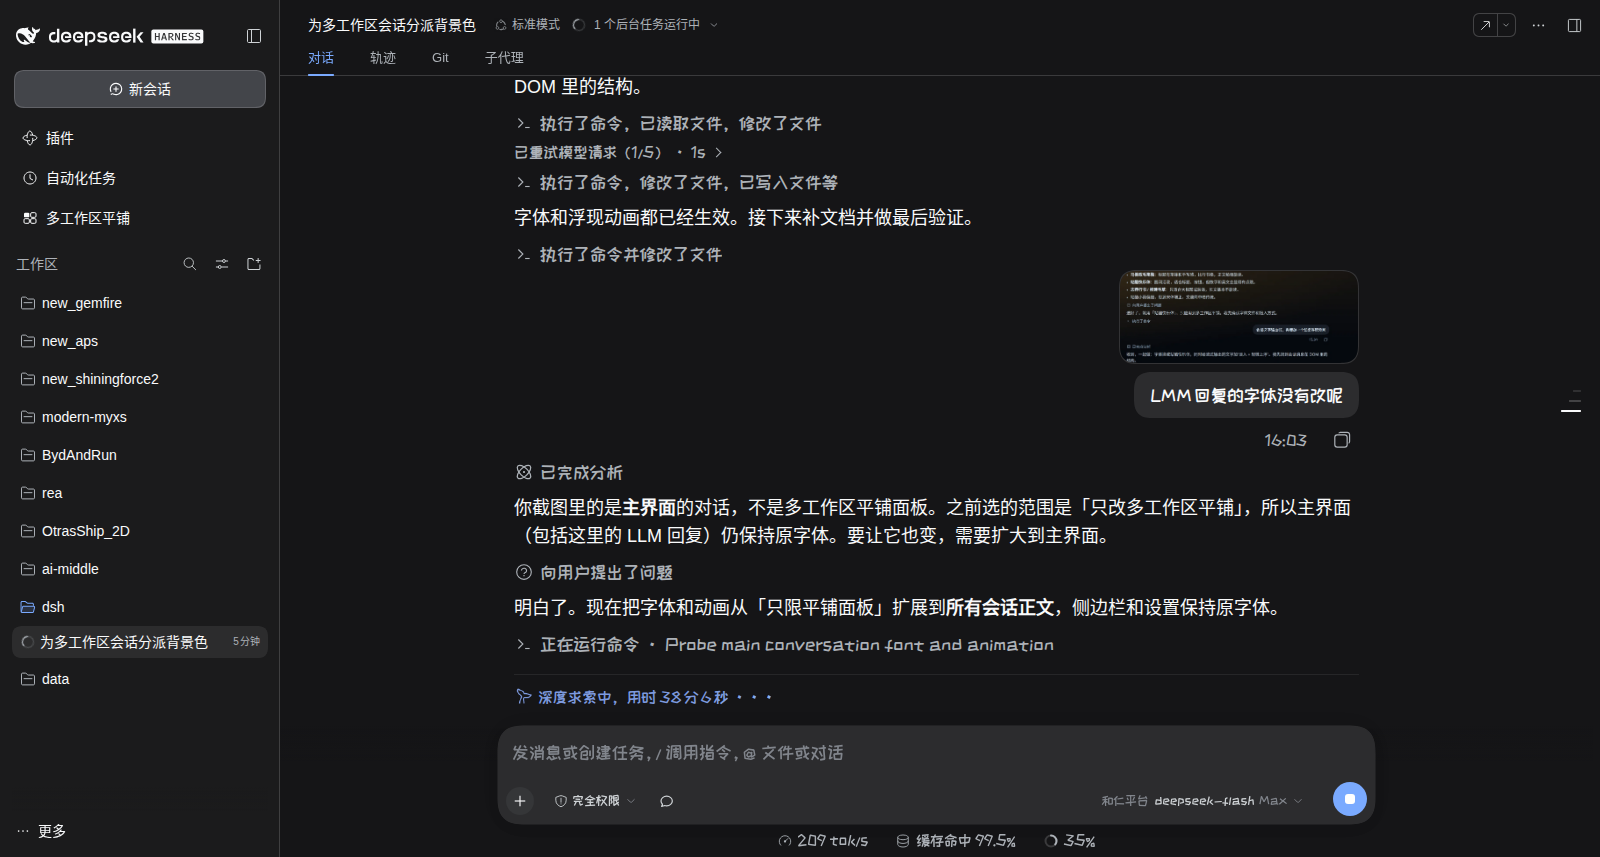 deepseek HARNESS
新会话
插件
自动化任务
多工作区平铺
工作区
new_gemfire
new_aps
new_shiningforce2
modern-myxs
BydAndRun
rea
OtrasShip_2D
ai-middle
dsh
为多工作区会话分派背景色 5分钟
data
··· 更多
为多工作区会话分派背景色 标准模式 1 个后台任务运行中
对话 轨迹 Git 子代理
DOM 里的结构。
执行了命令，已读取文件，修改了文件
已重试模型请求（1/5） · 1s
执行了命令，修改了文件，已写入文件等
字体和浮现动画都已经生效。接下来补文档并做最后验证。
执行了命令并修改了文件
LMM 回复的字体没有改呢
16:03
已完成分析
你截图里的是主界面的对话，不是多工作区平铺面板。之前选的范围是「只改多工作区平铺」，所以主界面
（包括这里的 LLM 回复）仍保持原字体。要让它也变，需要扩大到主界面。
向用户提出了问题
明白了。现在把字体和动画从「只限平铺面板」扩展到所有会话正文，侧边栏和设置保持原字体。
正在运行命令 · Probe main conversation font and animation
深度求索中，用时 38分6秒 · · ·
发消息或创建任务, / 调用指令, @ 文件或对话
完全权限
和仁平台 deepseek-flash Max
209 tok/s 缓存命中 99.5% 35%